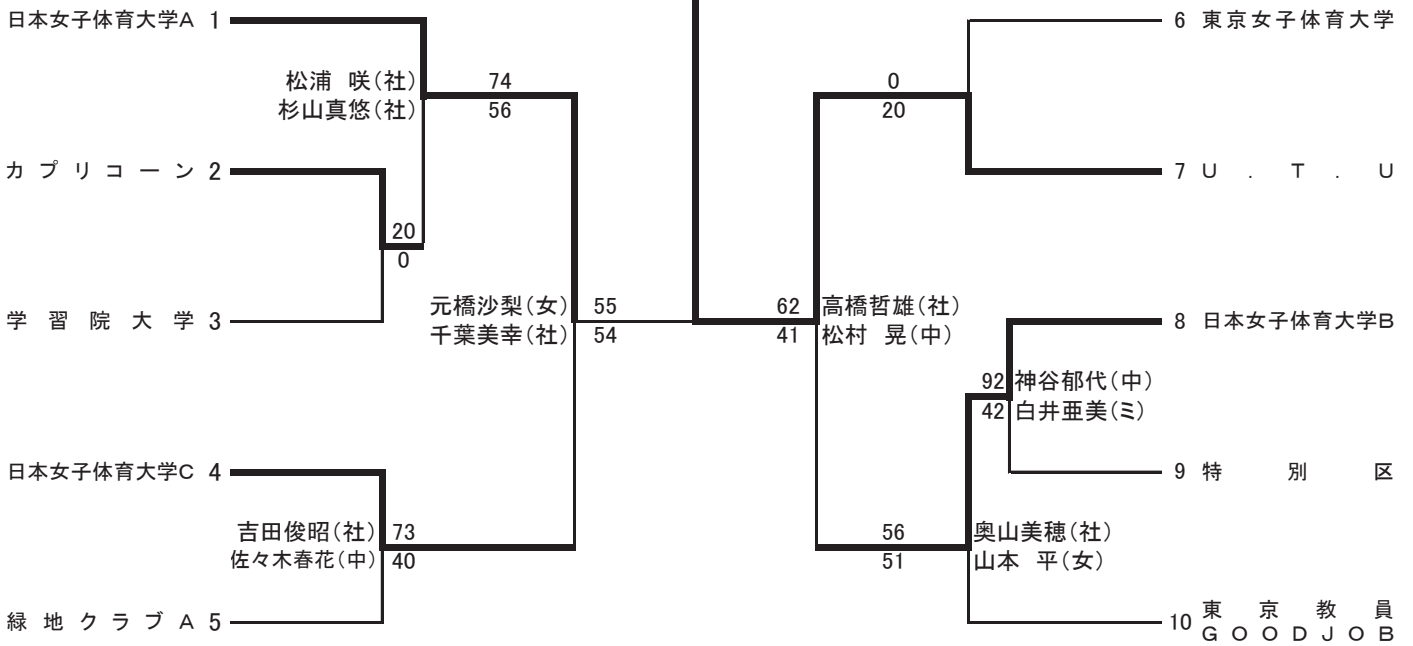 日本女子体育大学A 1
松浦 咲(社)
杉山真悠(社)
74
56
カプリコーン 2
20
0
学習院大学 3
元橋沙梨(女)
千葉美幸(社)
55
54
日本女子体育大学C 4
吉田俊昭(社)
佐々木春花(中)
73
40
緑地クラブA 5
6 東京女子体育大学
0
20
7 U.T.U
62
41
高橋哲雄(社)
松村 晃(中)
8 日本女子体育大学B
92
42
神谷郁代(中)
白井亜美(ミ)
9 特別区
56
51
奥山美穂(社)
山本 平(女)
10 東京教員
GOODJOB